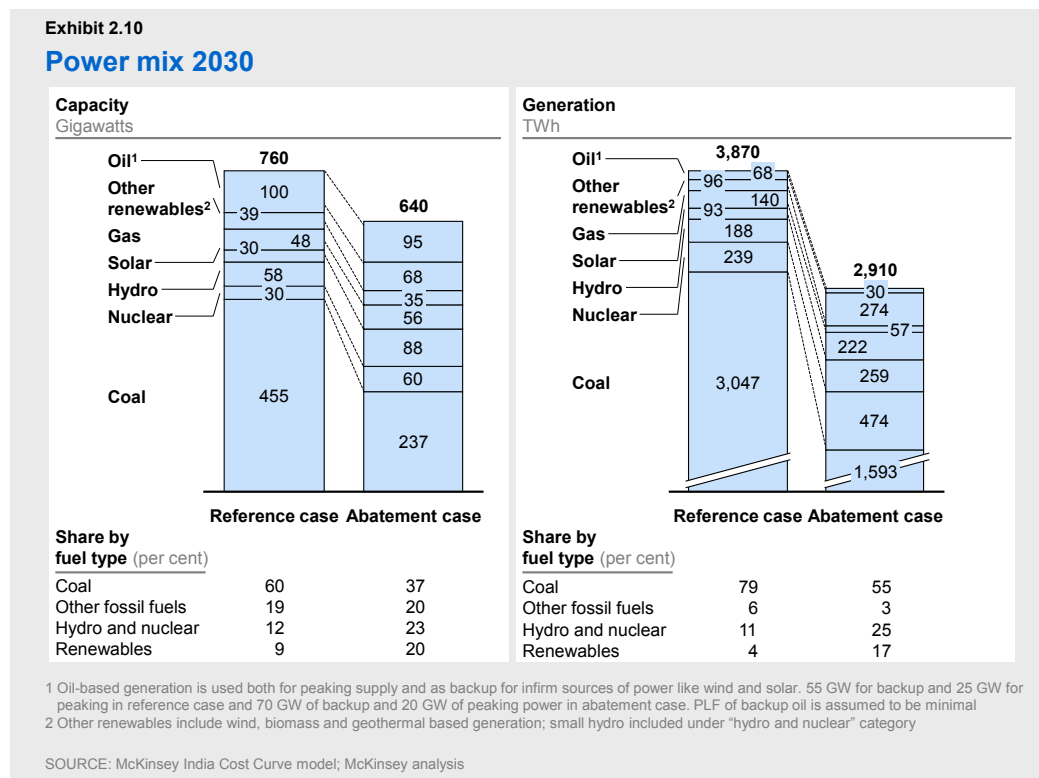 Exhibit 2.10
Power mix 2030
Capacity
Gigawatts
Oil¹
Other
renewables²
Gas
Solar
Hydro
Nuclear
Coal
760
100
39
48
30
58
30
455
640
95
68
35
56
88
60
237
Reference case Abatement case
Share by
fuel type (per cent)
Coal 60 37
Other fossil fuels 19 20
Hydro and nuclear 12 23
Renewables 9 20
Generation
TWh
Oil¹
Other
renewables²
Gas
Solar
Hydro
Nuclear
Coal
3,870
68
96
140
93
188
239
3,047
2,910
30
274
57
222
259
474
1,593
Reference case Abatement case
Share by
fuel type (per cent)
Coal 79 55
Other fossil fuels 6 3
Hydro and nuclear 11 25
Renewables 4 17
1 Oil-based generation is used both for peaking supply and as backup for infirm sources of power like wind and solar. 55 GW for backup and 25 GW for
peaking in reference case and 70 GW of backup and 20 GW of peaking power in abatement case. PLF of backup oil is assumed to be minimal
2 Other renewables include wind, biomass and geothermal based generation; small hydro included under “hydro and nuclear” category
SOURCE: McKinsey India Cost Curve model; McKinsey analysis